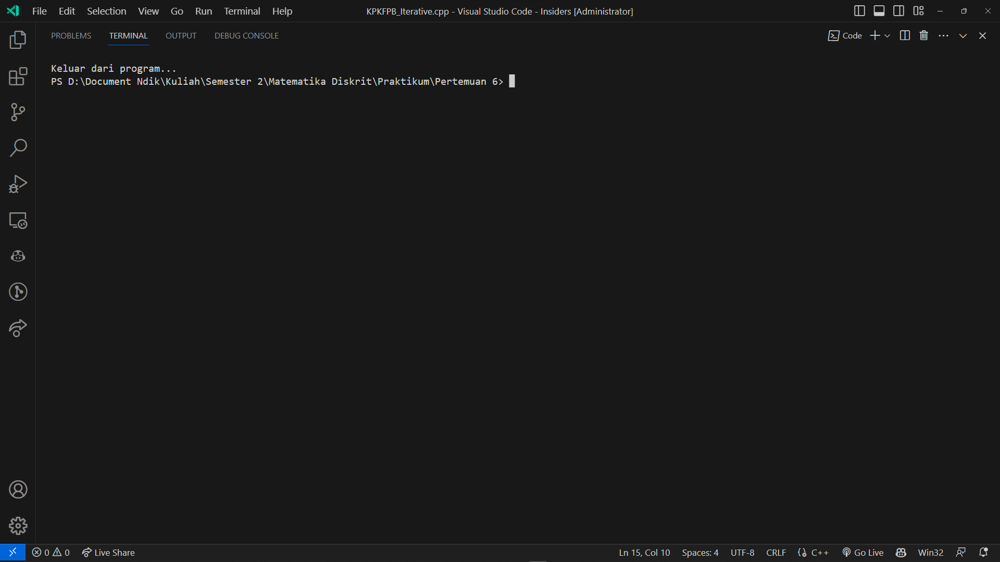 File Edit Selection View Go Run Terminal Help KPKFPB_Iterative.cpp - Visual Studio Code - Insiders [Administrator]
PROBLEMS TERMINAL OUTPUT DEBUG CONSOLE Code
Keluar dari program...
PS D:\Document Ndik\Kuliah\Semester 2\Matematika Diskrit\Praktikum\Pertemuan 6>
0 0 Live Share Ln 15, Col 10 Spaces: 4 UTF-8 CRLF C++ Go Live Win32